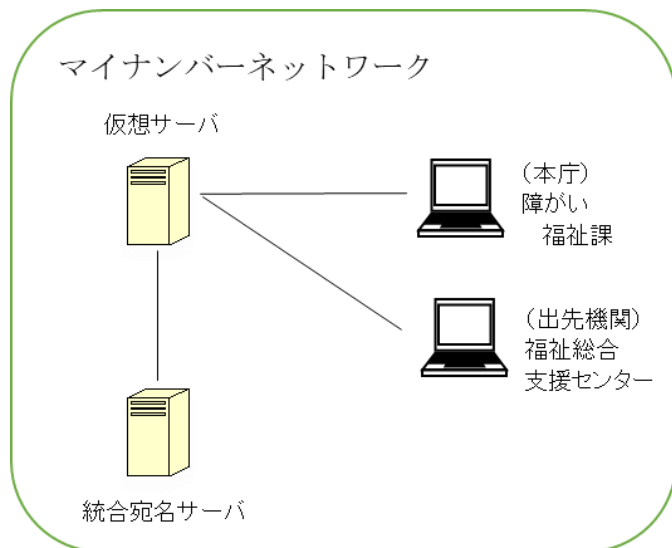 マイナンバーネットワーク
仮想サーバ
（本庁）
障がい
福祉課
（出先機関）
福祉総合
支援センター
統合宛名サーバ